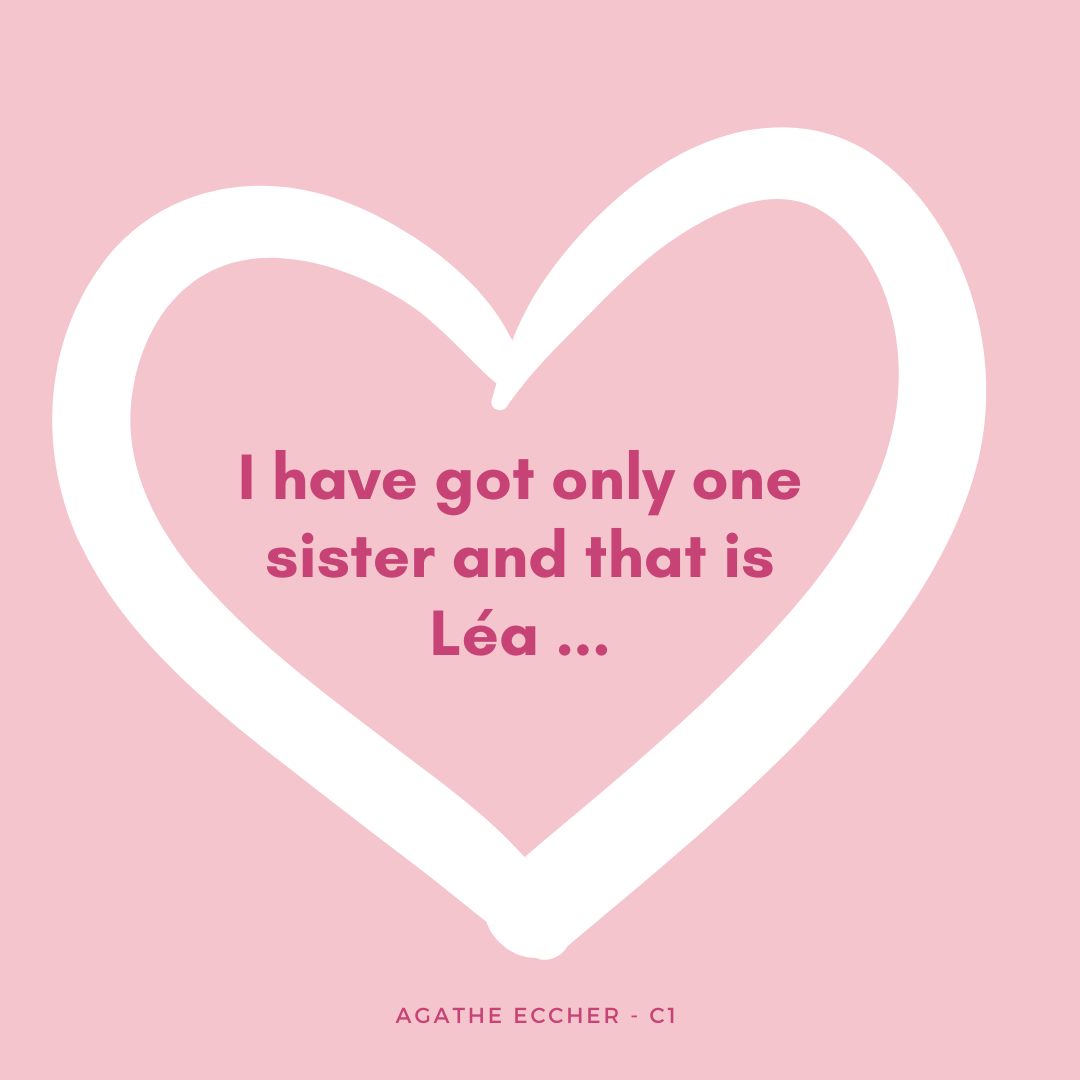 I have got only one
sister and that is
Léa ...
AGATHE ECCHER - C1